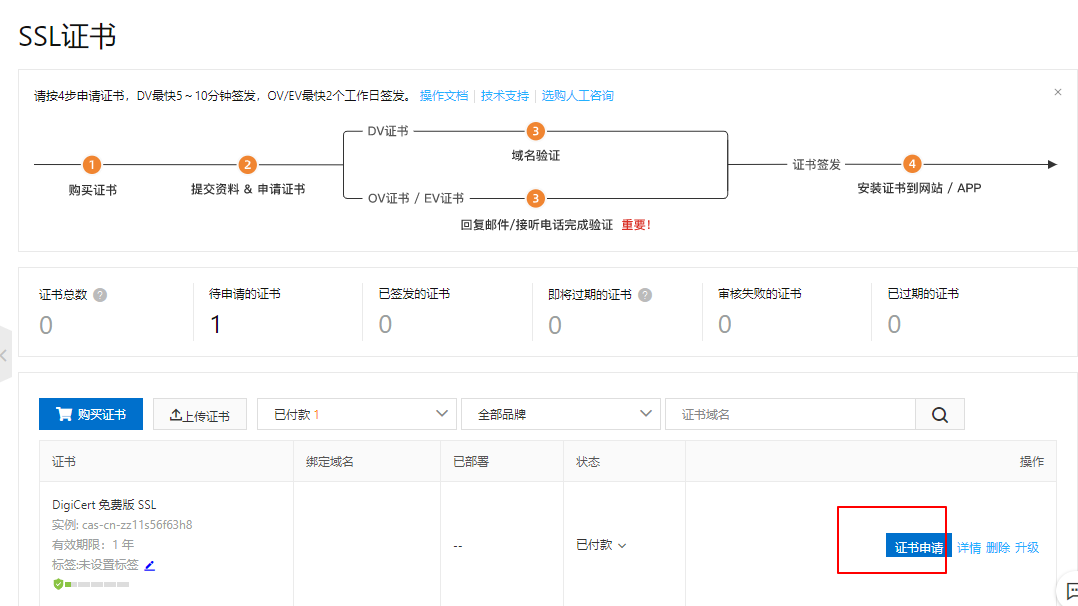 SSL证书
请按4步申请证书，DV最快5～10分钟签发，OV/EV最快2个工作日签发。 操作文档 | 技术支持 | 选购人工咨询
DV证书 3
域名验证
1 购买证书
2 提交资料 & 申请证书
OV证书 / EV证书 3
回复邮件/接听电话完成验证 重要!
证书签发 4
安装证书到网站 / APP
证书总数 ? 待申请的证书 已签发的证书 即将过期的证书 ? 审核失败的证书 已过期的证书
0 1 0 0 0 0
购买证书 上传证书 已付款 1 全部品牌 证书域名
证书 绑定域名 已部署 状态 操作
DigiCert 免费版 SSL
实例: cas-cn-zz11s56f63h8
有效期限： 1 年
-- 已付款 证书申请 详情 删除 升级
标签:未设置标签